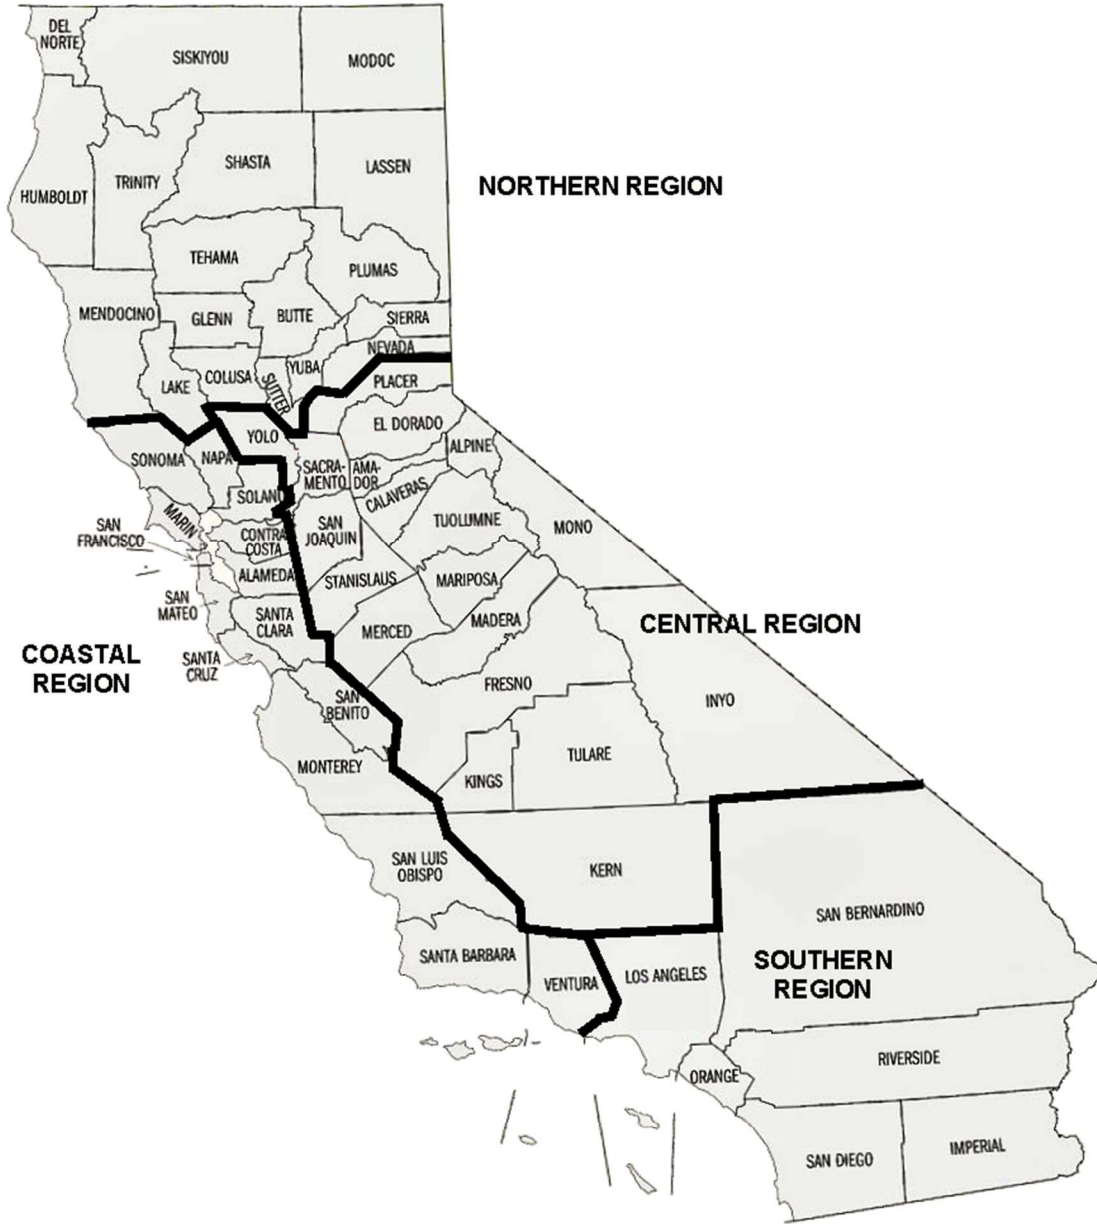 DEL
NORTE
SISKIYOU
MODOC
HUMBOLDT
TRINITY
SHASTA
LASSEN
NORTHERN REGION
TEHAMA
PLUMAS
MENDOCINO
GLENN
BUTTE
SIERRA
NEVADA
LAKE
COLUSA
SUTTER
YUBA
PLACER
EL DORADO
YOLO
SONOMA
NAPA
SACRA-
MENTO
AMA-
DOR
ALPINE
SOLANO
CALAVERAS
MARIN
SAN
FRANCISCO
CONTRA
COSTA
SAN
JOAQUIN
TUOLUMNE
MONO
ALAMEDA
STANISLAUS
MARIPOSA
SAN
MATEO
SANTA
CLARA
MERCED
MADERA
CENTRAL REGION
COASTAL
REGION
SANTA
CRUZ
SAN
BENITO
FRESNO
INYO
MONTEREY
KINGS
TULARE
SAN LUIS
OBISPO
KERN
SAN BERNARDINO
SANTA BARBARA
VENTURA
LOS ANGELES
SOUTHERN
REGION
ORANGE
RIVERSIDE
SAN DIEGO
IMPERIAL